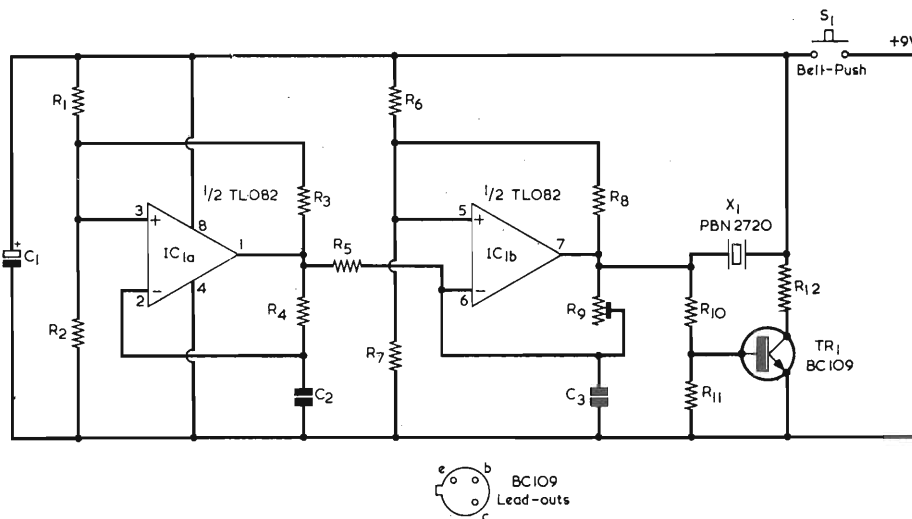 S1
+9V
Bell-Push
R1
R6
1/2 TL082
1/2 TL082
X1
PBN 2720
R3
R8
3
+
8
IC1a
1
-
2
4
R5
5
+
IC1b
7
-
6
C1
+
R2
R4
R7
R9
R10
R12
TR1
BC109
R11
C2
C3
e
b
c
BC109
Lead-outs